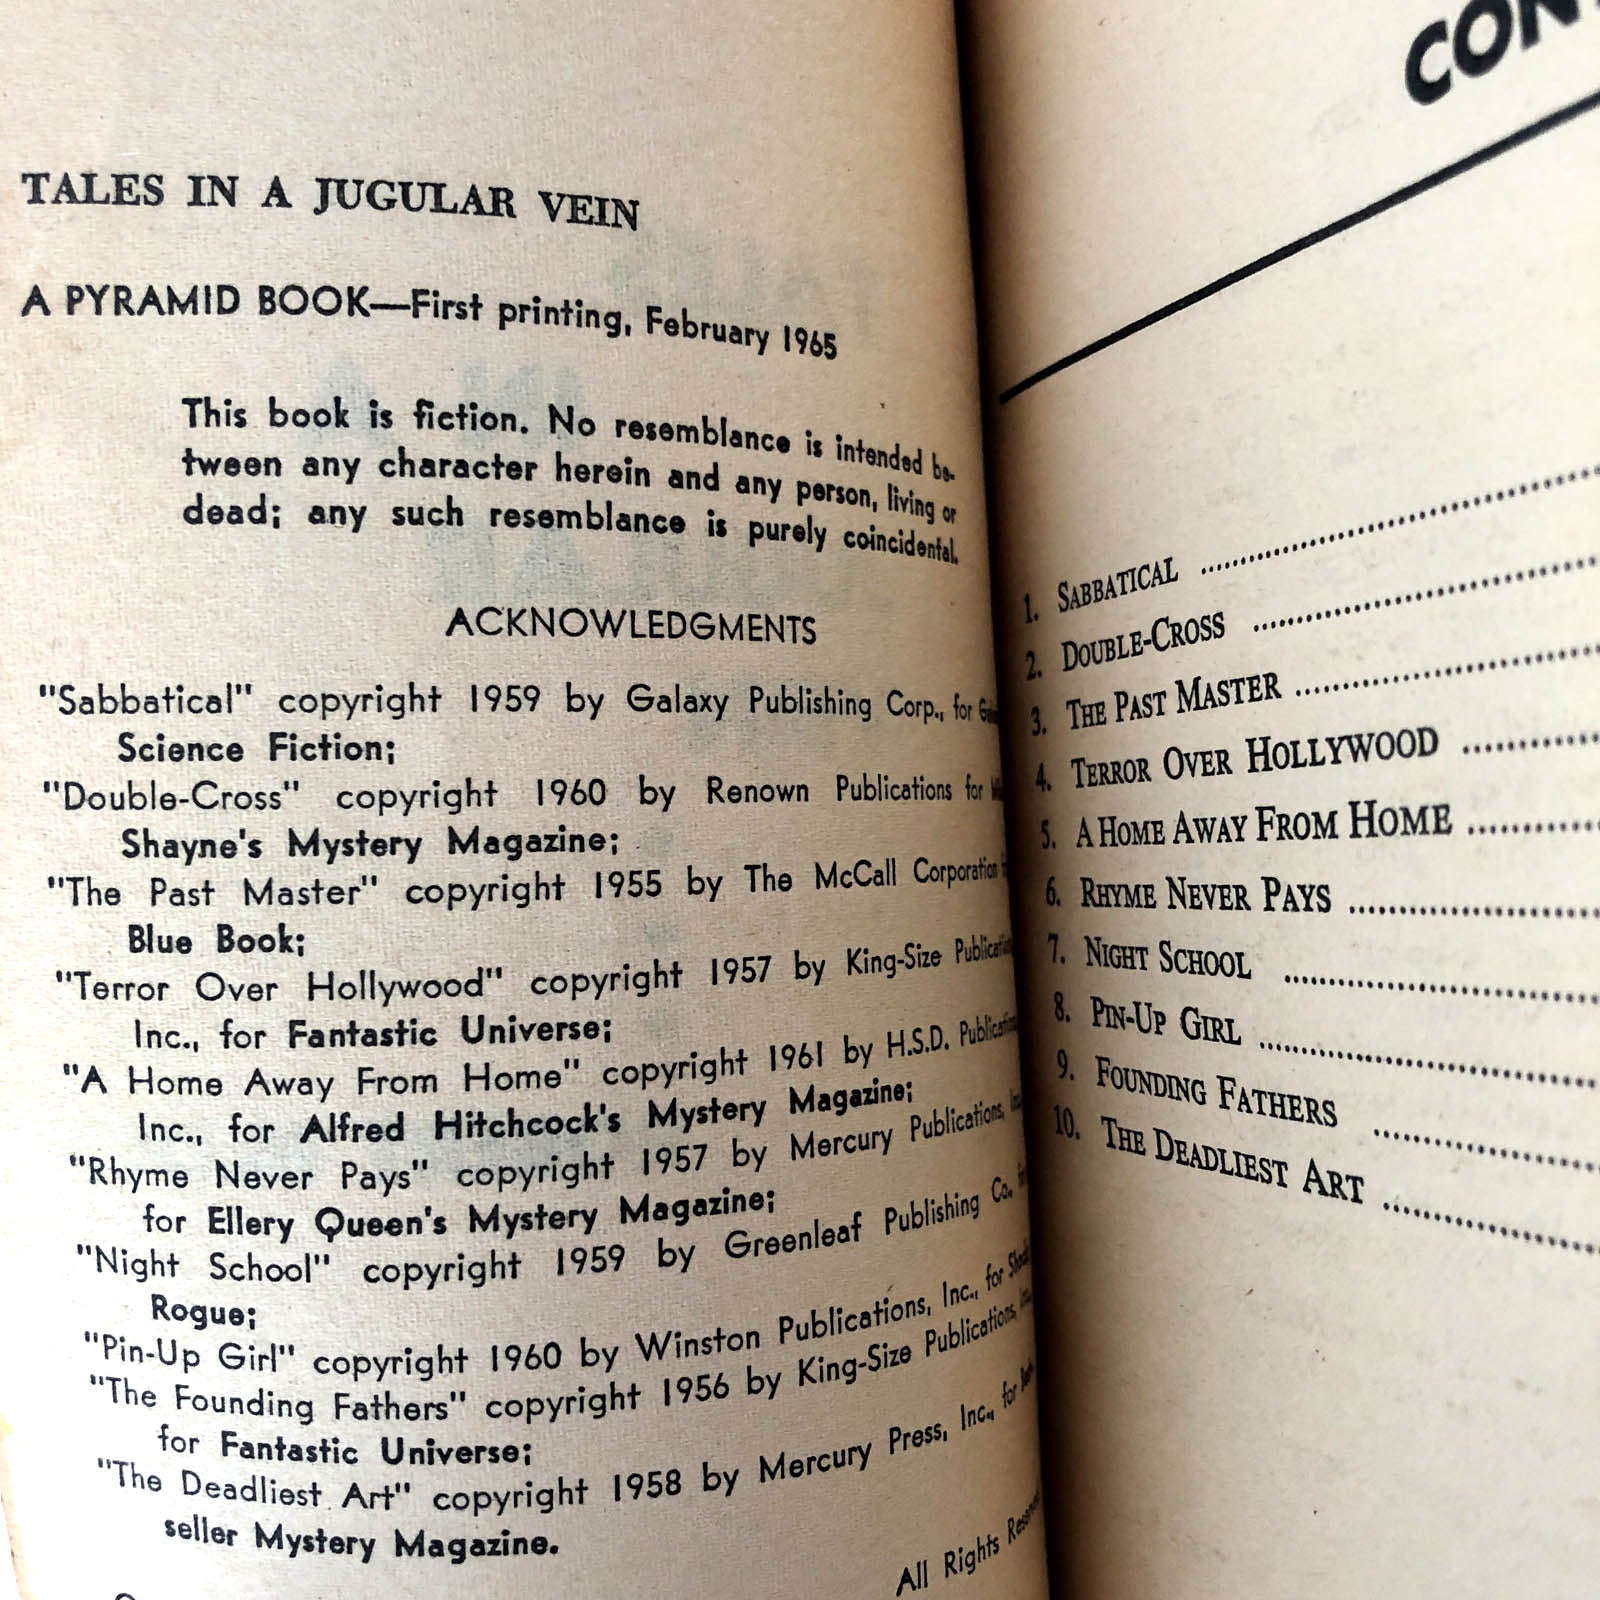 TALES IN A JUGULAR VEIN
A PYRAMID BOOK—First printing, February 1965
This book is fiction. No resemblance is intended be-
tween any character herein and any person, living or
dead; any such resemblance is purely coincidental.
ACKNOWLEDGMENTS
"Sabbatical" copyright 1959 by Galaxy Publishing Corp., for
Science Fiction;
"Double-Cross" copyright 1960 by Renown Publications for
Shayne's Mystery Magazine;
"The Past Master" copyright 1955 by The McCall Corporation
Blue Book;
"Terror Over Hollywood" copyright 1957 by King-Size Publications
Inc., for Fantastic Universe;
"A Home Away From Home" copyright 1961 by H.S.D. Publications
Inc., for Alfred Hitchcock's Mystery Magazine;
"Rhyme Never Pays" copyright 1957 by Mercury Publications, Inc.
for Ellery Queen's Mystery Magazine;
"Night School" copyright 1959 by Greenleaf Publishing Co., for
Rogue;
"Pin-Up Girl" copyright 1960 by Winston Publications, Inc., for
"The Founding Fathers" copyright 1956 by King-Size Publications, Inc.
for Fantastic Universe;
"The Deadliest Art" copyright 1958 by Mercury Press, Inc., for
seller Mystery Magazine.
All Rights Reserved
CONT
1. SABBATICAL
2. DOUBLE-CROSS
3. THE PAST MASTER
4. TERROR OVER HOLLYWOOD
5. A HOME AWAY FROM HOME
6. RHYME NEVER PAYS
7. NIGHT SCHOOL
8. PIN-UP GIRL
9. FOUNDING FATHERS
10. THE DEADLIEST ART